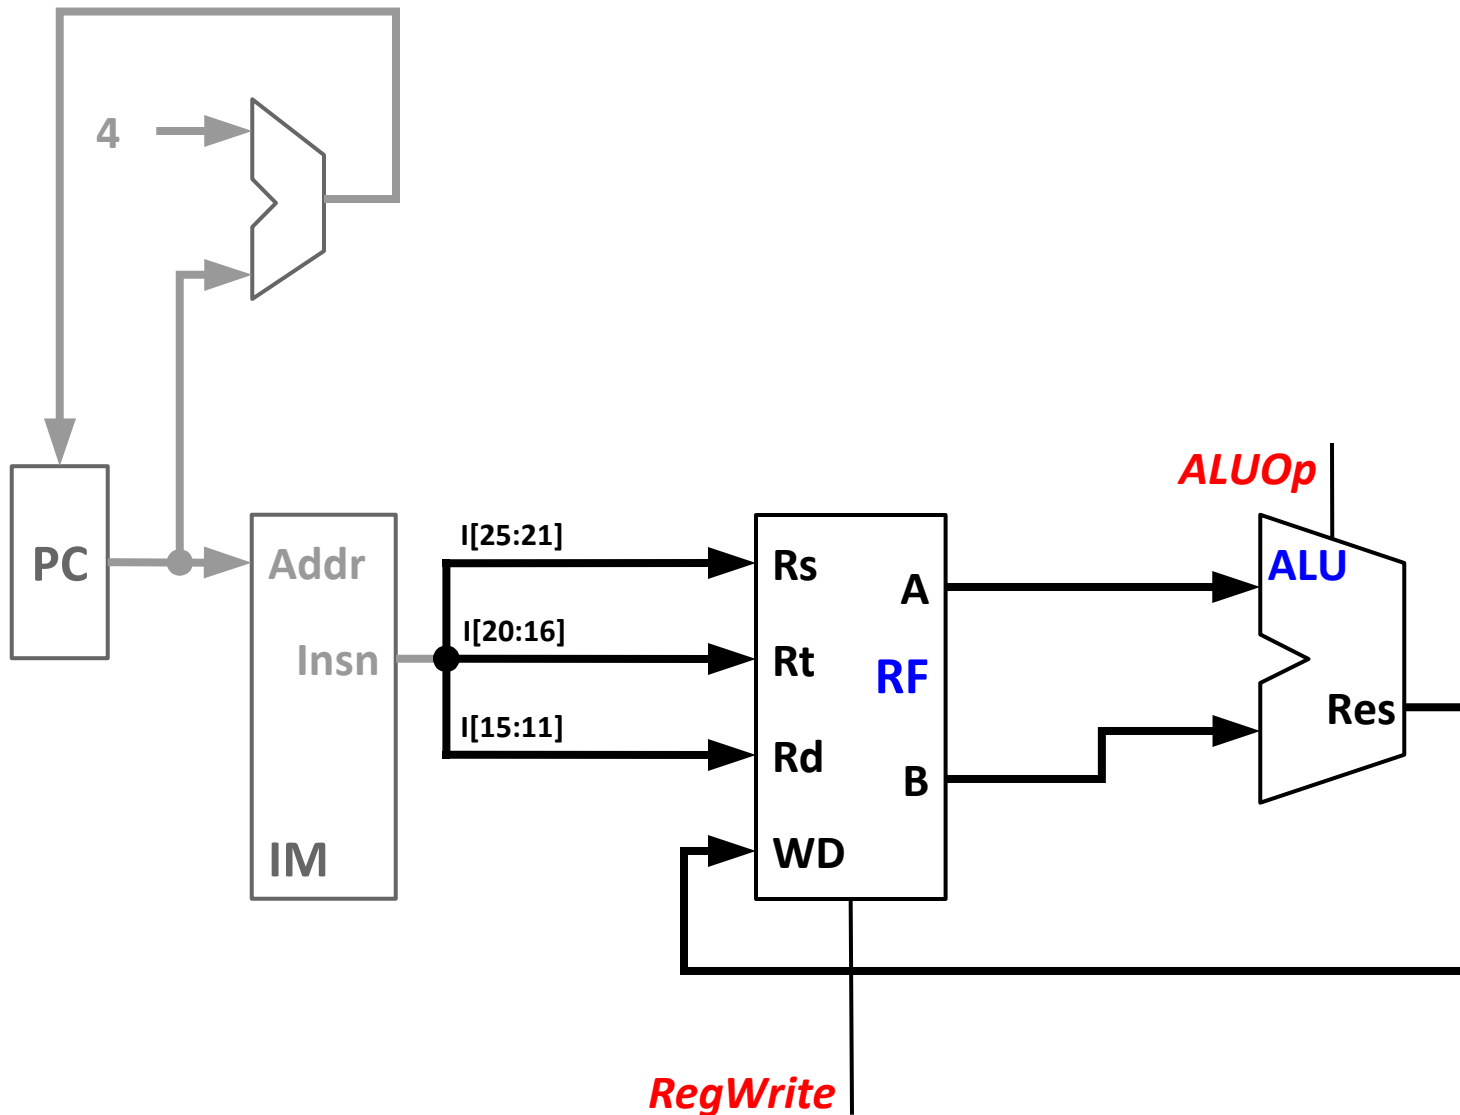 4
ALUOp
I[25:21]
PC
Addr
Rs
A
ALU
I[20:16]
Insn
Rt
RF
Res
I[15:11]
Rd
B
IM
WD
RegWrite